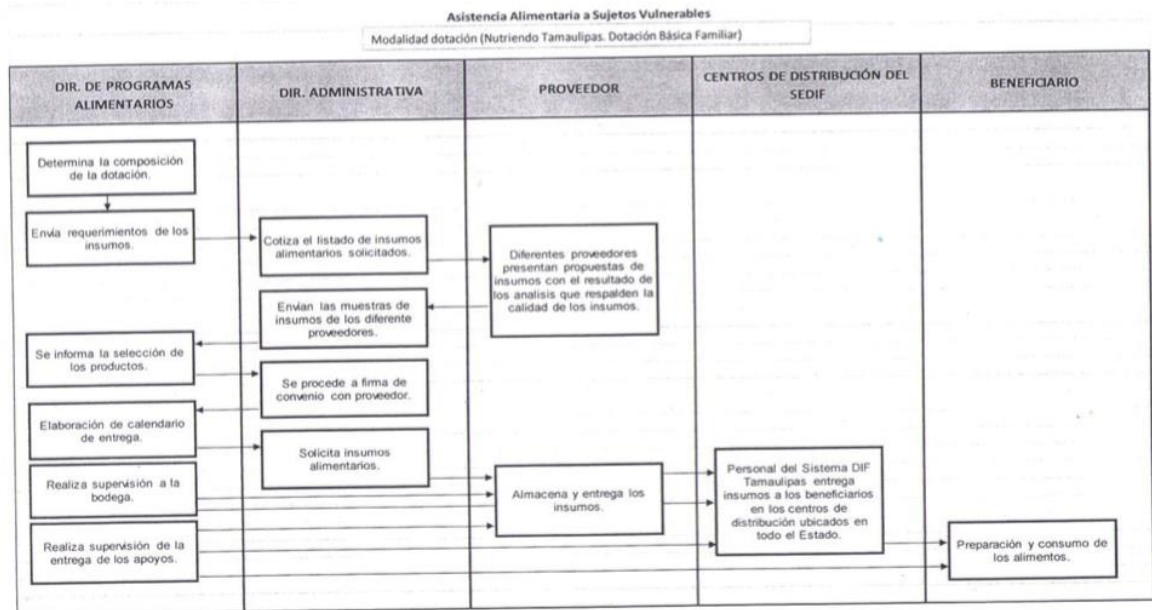 Asistencia Alimentaria a Sujetos Vulnerables
Modalidad dotación (Nutriendo Tamaulipas. Dotación Básica Familiar)
DIR. DE PROGRAMAS
ALIMENTARIOS
DIR. ADMINISTRATIVA
PROVEEDOR
CENTROS DE DISTRIBUCIÓN DEL
SEDIF
BENEFICIARIO
Determina la composición
de la dotación.
Envía requerimientos de los
insumos.
Cotiza el listado de insumos
alimentarios solicitados.
Diferentes proveedores
presentan propuestas de
insumos con el resultado de
los analisis que respalden la
calidad de los insumos.
Envian las muestras de
insumos de los diferente
proveedores.
Se informa la selección de
los productos.
Se procede a firma de
convenio con proveedor.
Elaboración de calendario
de entrega.
Solicita insumos
alimentarios.
Realiza supervisión a la
bodega.
Almacena y entrega los
insumos.
Personal del Sistema DIF
Tamaulipas entrega
insumos a los beneficiarios
en los centros de
distribución ubicados en
todo el Estado.
Realiza supervisión de la
entrega de los apoyos.
Preparación y consumo de
los alimentos.